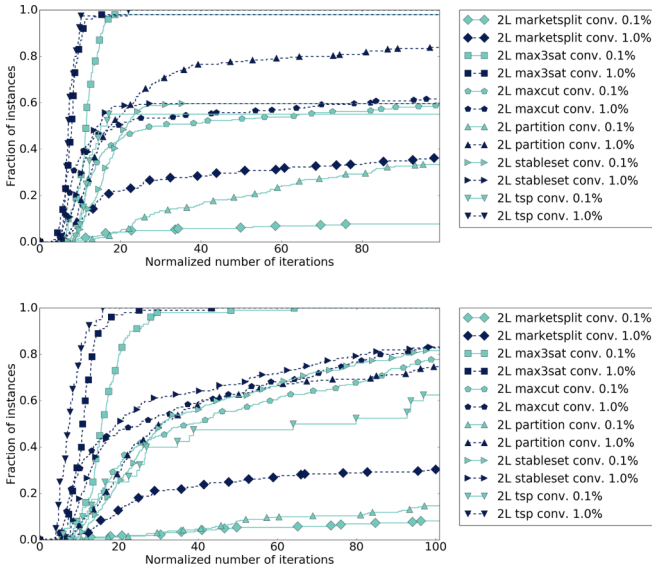 1.0
0.8
0.6
0.4
0.2
0.0
Fraction of instances
0 20 40 60 80
Normalized number of iterations
2L marketsplit conv. 0.1%
2L marketsplit conv. 1.0%
2L max3sat conv. 0.1%
2L max3sat conv. 1.0%
2L maxcut conv. 0.1%
2L maxcut conv. 1.0%
2L partition conv. 0.1%
2L partition conv. 1.0%
2L stableset conv. 0.1%
2L stableset conv. 1.0%
2L tsp conv. 0.1%
2L tsp conv. 1.0%
1.0
0.8
0.6
0.4
0.2
0.0
Fraction of instances
0 20 40 60 80 100
Normalized number of iterations
2L marketsplit conv. 0.1%
2L marketsplit conv. 1.0%
2L max3sat conv. 0.1%
2L max3sat conv. 1.0%
2L maxcut conv. 0.1%
2L maxcut conv. 1.0%
2L partition conv. 0.1%
2L partition conv. 1.0%
2L stableset conv. 0.1%
2L stableset conv. 1.0%
2L tsp conv. 0.1%
2L tsp conv. 1.0%